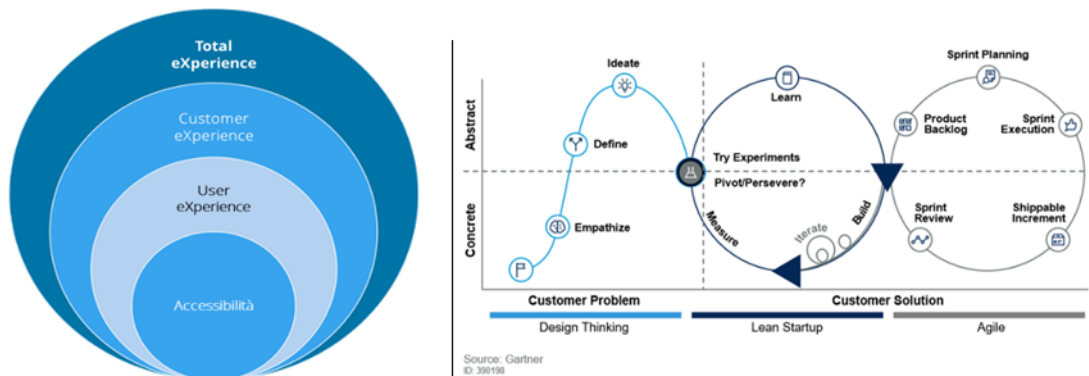 Total
eXperience
Customer
eXperience
User
eXperience
Accessibilità
Abstract
Concrete
Ideate
Define
Empathize
Learn
Try Experiments
Pivot/Persevere?
Measure
Iterate
Build
Sprint Planning
Product
Backlog
Sprint
Execution
Sprint
Review
Shippable
Increment
Customer Problem
Customer Solution
Design Thinking
Lean Startup
Agile
Source: Gartner
ID: 390198